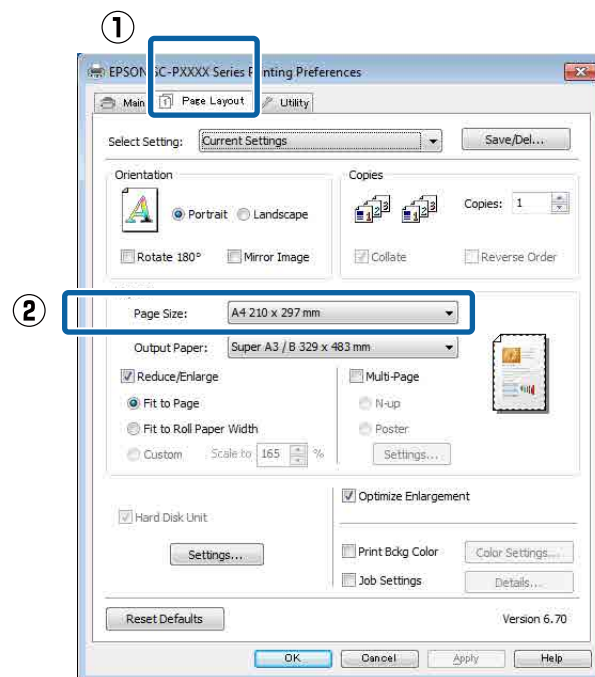 ①
EPSON SC-PXXXX Series Printing Preferences
Main Page Layout Utility
Select Setting: Current Settings Save/Del...
Orientation Copies
Portrait Landscape Copies: 1
Rotate 180° Mirror Image Collate Reverse Order
②
Page Size: A4 210 x 297 mm
Output Paper: Super A3 / B 329 x 483 mm
Reduce/Enlarge Multi-Page
Fit to Page N-up
Fit to Roll Paper Width Poster
Custom Scale to 165 % Settings...
Optimize Enlargement
Hard Disk Unit
Settings... Print Bckg Color Color Settings...
Job Settings Details...
Reset Defaults Version 6.70
OK Cancel Apply Help